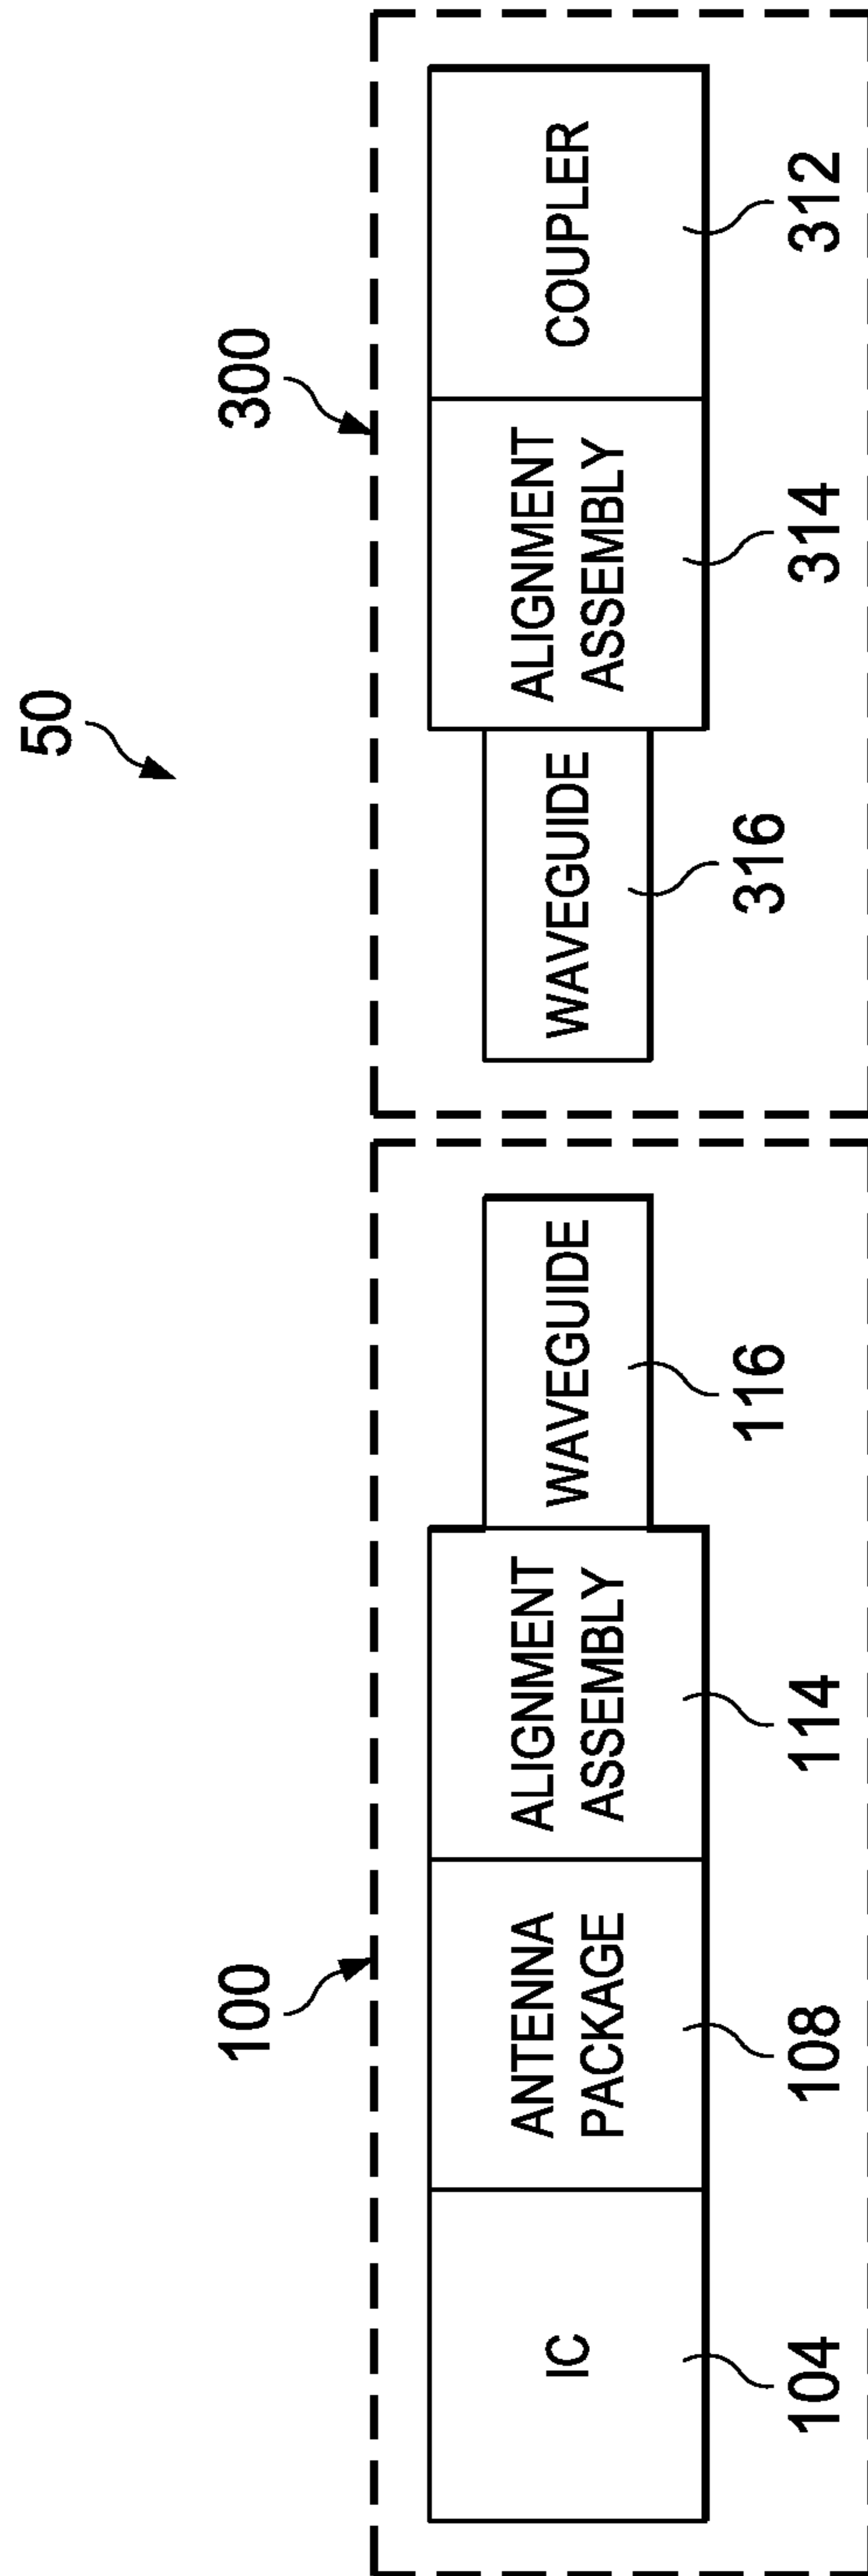 50
100
300
IC
ANTENNA
PACKAGE
ALIGNMENT
ASSEMBLY
WAVEGUIDE
WAVEGUIDE
ALIGNMENT
ASSEMBLY
COUPLER
104
108
114
116
316
314
312